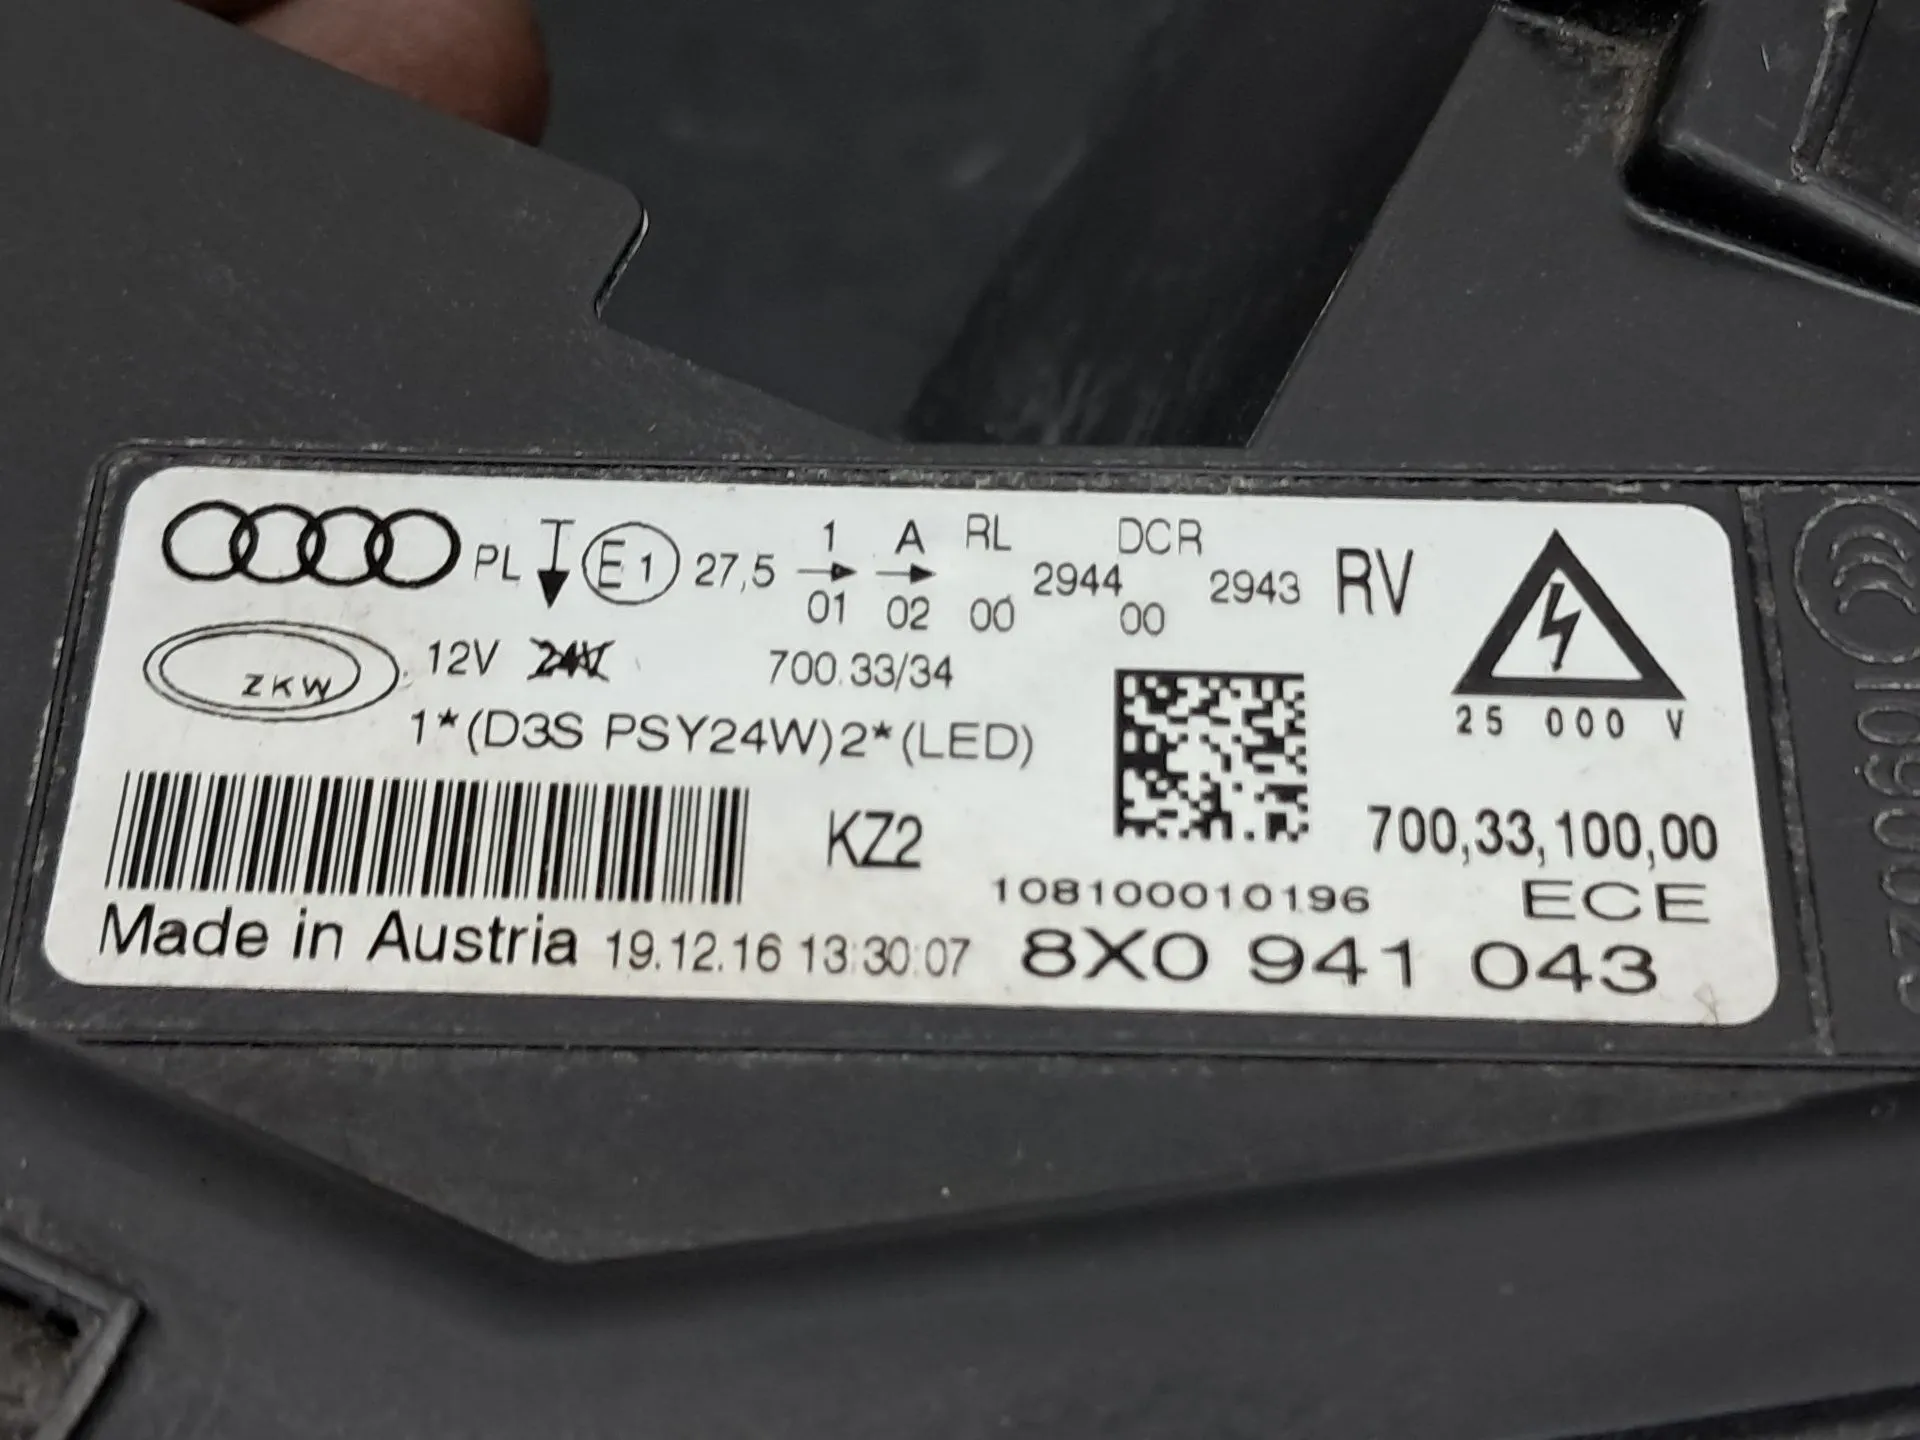 PL E1 27,5 1 A RL 2944 DCR 2943 RV
01 02 00 00
ZKW 12V 24V 700.33/34
25 000 V
1*(D3S PSY24W)2*(LED)
KZ2 700,33,100,00
108100010196 ECE
Made in Austria 19.12.16 13:30:07 8X0 941 043